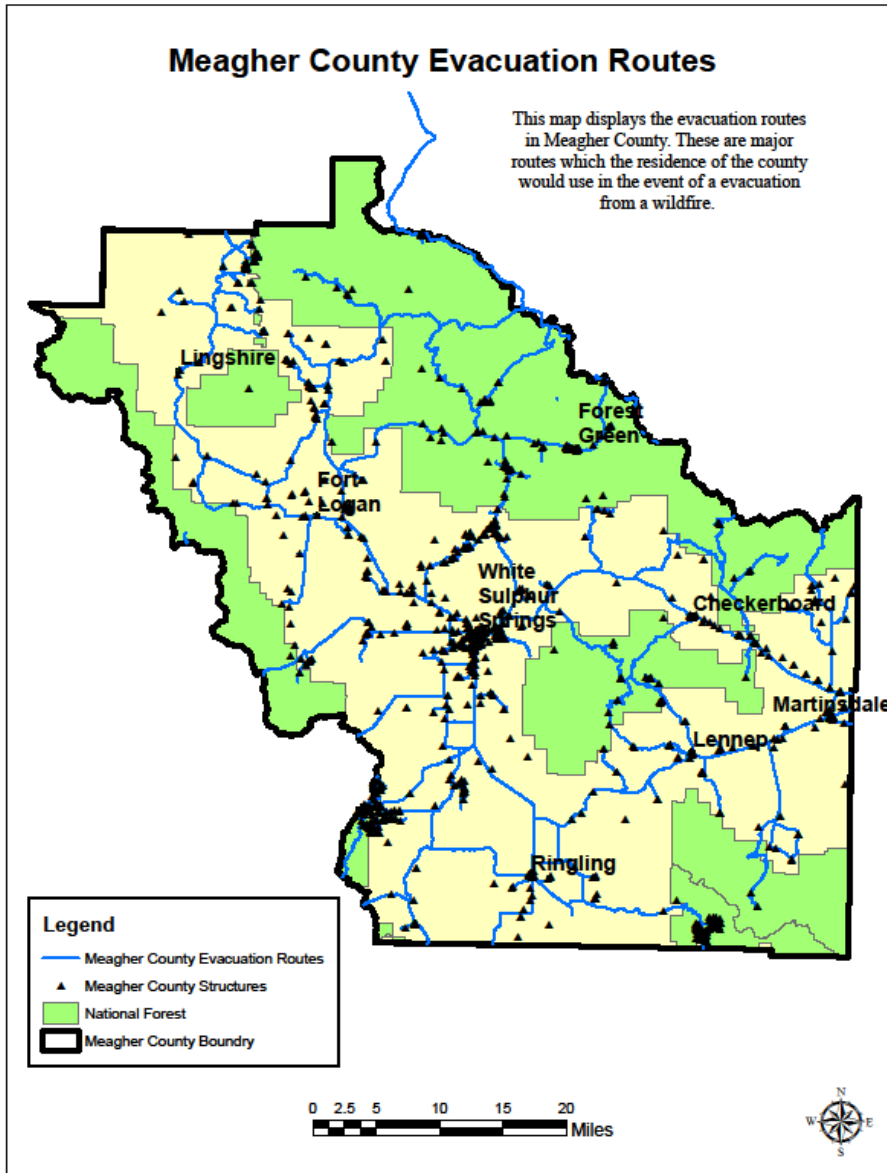 Meagher County Evacuation Routes
This map displays the evacuation routes
in Meagher County. These are major
routes which the residence of the county
would use in the event of a evacuation
from a wildfire.
Lingshire
Forest
Green
Fort
Logan
White
Sulphur
Springs
Checkerboard
Martinsdale
Lennep
Ringling
Legend
Meagher County Evacuation Routes
Meagher County Structures
National Forest
Meagher County Boundry
0 2.5 5 10 15 20
Miles
N
W E
S